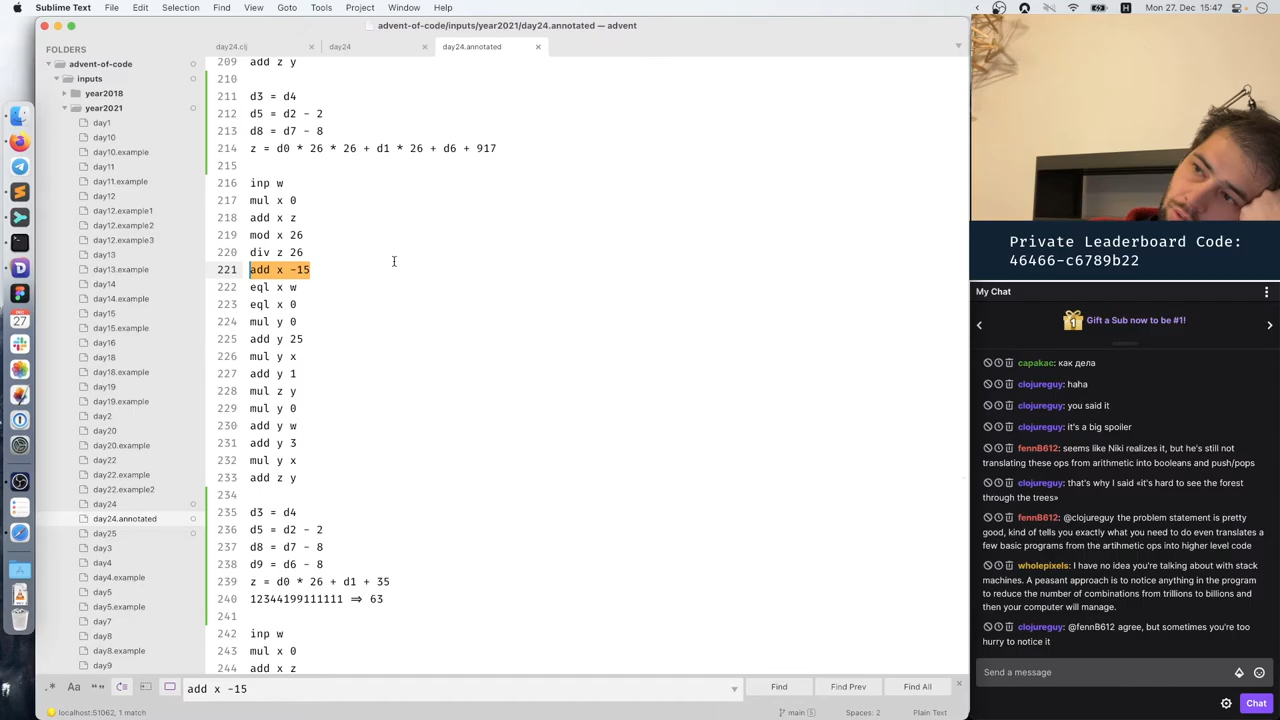 Sublime Text File Edit Selection Find View Goto Tools Project Window Help
Mon 27. Dec 15:47
advent-of-code/inputs/year2021/day24.annotated — advent
FOLDERS
advent-of-code
inputs
year2018
year2021
day1
day10
day10.example
day11
day11.example
day12
day12.example1
day12.example2
day12.example3
day13
day13.example
day14
day14.example
day15
day15.example
day16
day18
day18.example
day19
day19.example
day2
day20
day20.example
day22
day22.example
day22.example2
day24
day24.annotated
day25
day3
day4
day4.example
day5
day5.example
day7
day8
day8.example
day9
day24.clj
day24
day24.annotated
209 add z y
210
211 d3 = d4
212 d5 = d2 - 2
213 d8 = d7 - 8
214 z = d0 * 26 * 26 + d1 * 26 + d6 + 917
215
216 inp w
217 mul x 0
218 add x z
219 mod x 26
220 div z 26
221 add x -15
222 eql x w
223 eql x 0
224 mul y 0
225 add y 25
226 mul y x
227 add y 1
228 mul z y
229 mul y 0
230 add y w
231 add y 3
232 mul y x
233 add z y
234
235 d3 = d4
236 d5 = d2 - 2
237 d8 = d7 - 8
238 d9 = d6 - 8
239 z = d0 * 26 + d1 + 35
240 12344199111111 ⇒ 63
241
242 inp w
243 mul x 0
244 add x z
.* Aa “” add x -15 Find Find Prev Find All
localhost:51062, 1 match
main 5
Spaces: 2
Plain Text
Private Leaderboard Code:
46466-c6789b22
My Chat
1 Gift a Sub now to be #1!
capakac: как дела
clojureguy: haha
clojureguy: you said it
clojureguy: it's a big spoiler
fennB612: seems like Niki realizes it, but he's still not
translating these ops from arithmetic into booleans and push/pops
clojureguy: that's why I said «it's hard to see the forest
through the trees»
fennB612: @clojureguy the problem statement is pretty
good, kind of tells you exactly what you need to do even translates a
few basic programs from the artihmetic ops into higher level code
wholepixels: I have no idea you're talking about with stack
machines. A peasant approach is to notice anything in the program
to reduce the number of combinations from trillions to billions and
then your computer will manage.
clojureguy: @fennB612 agree, but sometimes you're too
hurry to notice it
Send a message
Chat